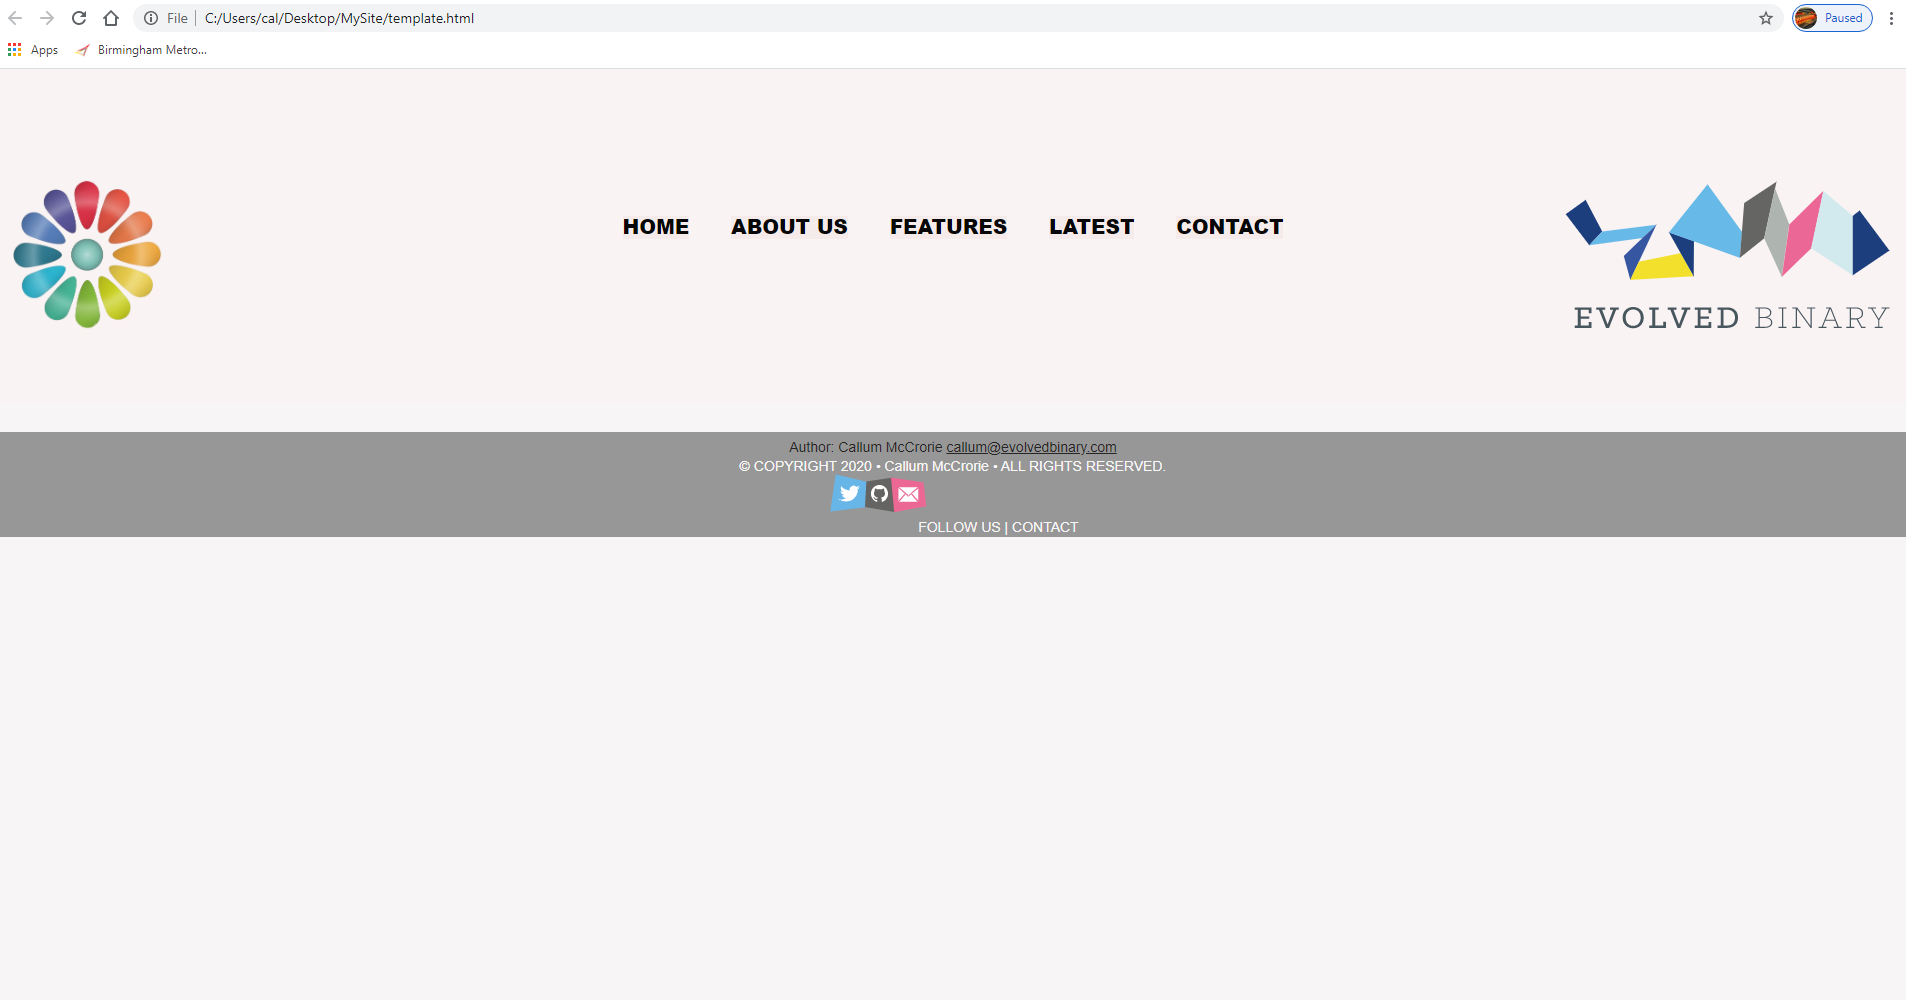 File C:/Users/cal/Desktop/MySite/template.html Paused
Apps Birmingham Metro...
HOME ABOUT US FEATURES LATEST CONTACT
EVOLVED BINARY
Author: Callum McCrorie callum@evolvedbinary.com
© COPYRIGHT 2020 • Callum McCrorie • ALL RIGHTS RESERVED.
FOLLOW US | CONTACT